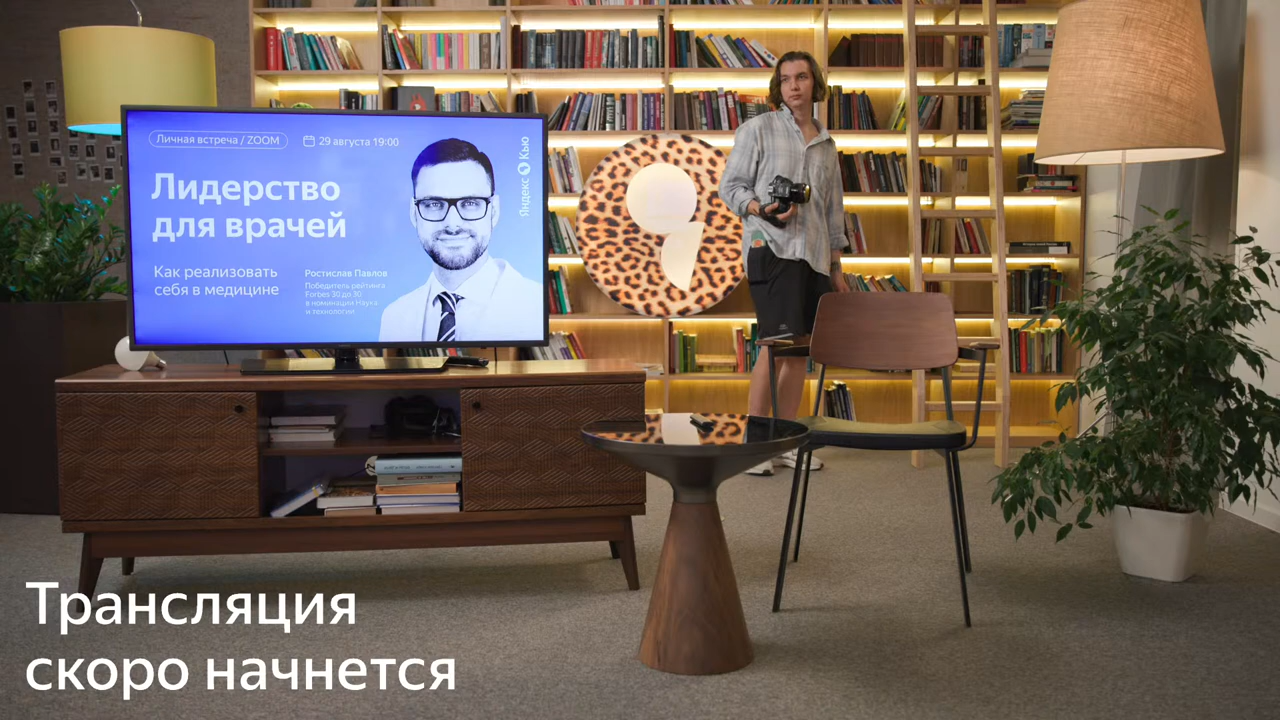 Личная встреча / ZOOM
29 августа 19:00
Лидерство
для врачей
Как реализовать
себя в медицине
Ростислав Павлов
Победитель рейтинга
Forbes 30 до 30
в номинации Наука
и технологии
Яндекс Кью
Трансляция
скоро начнется